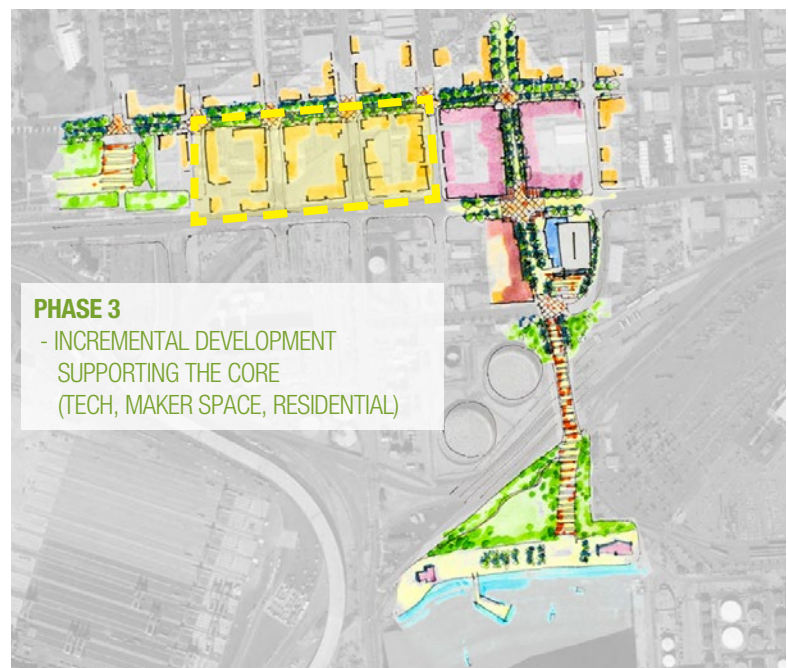 PHASE 3
- INCREMENTAL DEVELOPMENT
SUPPORTING THE CORE
(TECH, MAKER SPACE, RESIDENTIAL)